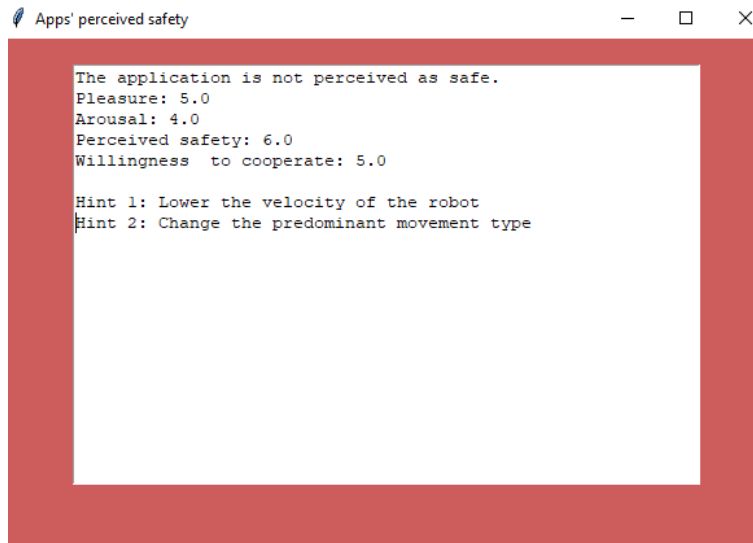 Apps' perceived safety
The application is not perceived as safe.
Pleasure: 5.0
Arousal: 4.0
Perceived safety: 6.0
Willingness  to cooperate: 5.0
Hint 1: Lower the velocity of the robot
Hint 2: Change the predominant movement type